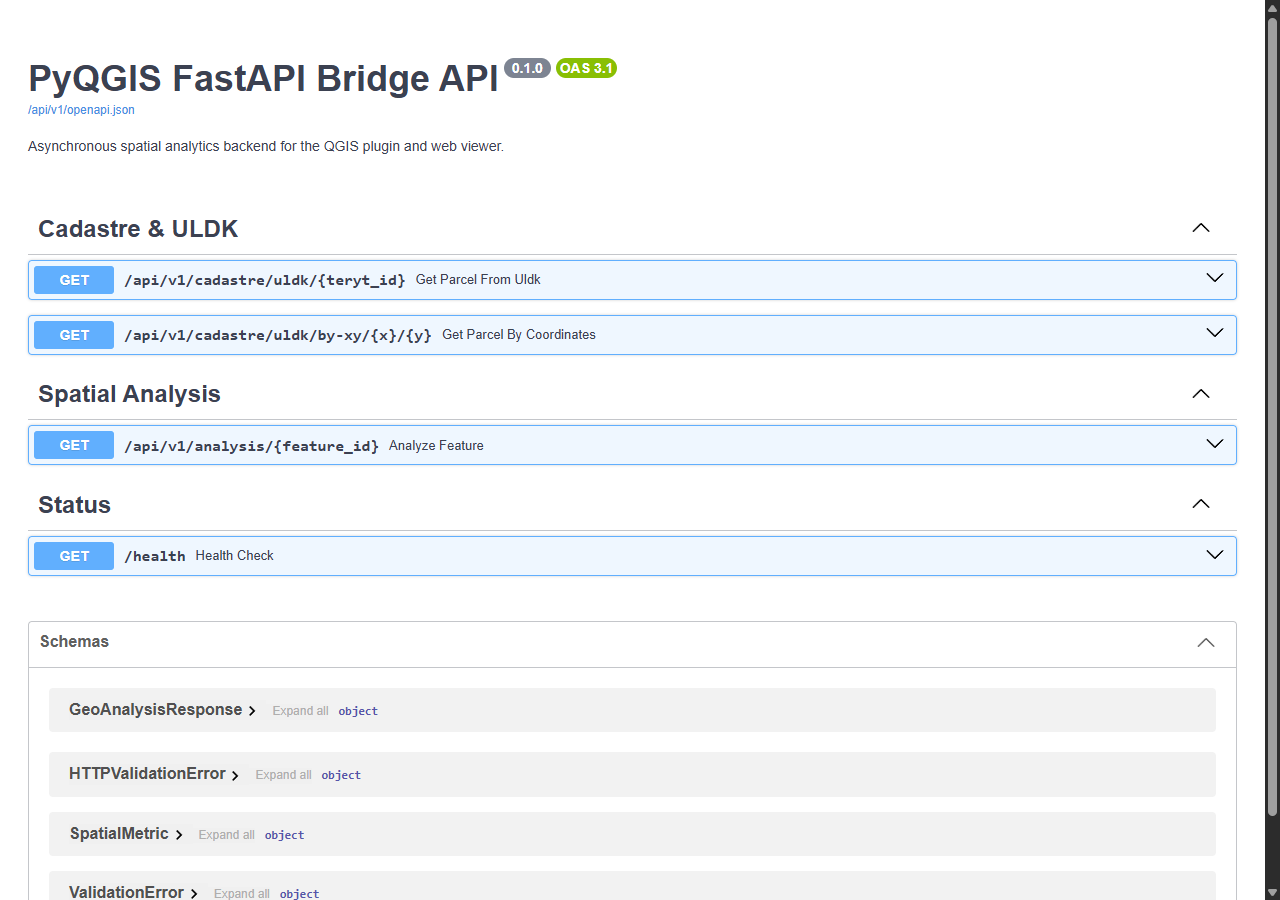 PyQGIS FastAPI Bridge API 0.1.0 OAS 3.1
/api/v1/openapi.json
Asynchronous spatial analytics backend for the QGIS plugin and web viewer.
Cadastre & ULDK
GET /api/v1/cadastre/uldk/{teryt_id} Get Parcel From Uldk
GET /api/v1/cadastre/uldk/by-xy/{x}/{y} Get Parcel By Coordinates
Spatial Analysis
GET /api/v1/analysis/{feature_id} Analyze Feature
Status
GET /health Health Check
Schemas
GeoAnalysisResponse Expand all object
HTTPValidationError Expand all object
SpatialMetric Expand all object
ValidationError Expand all object